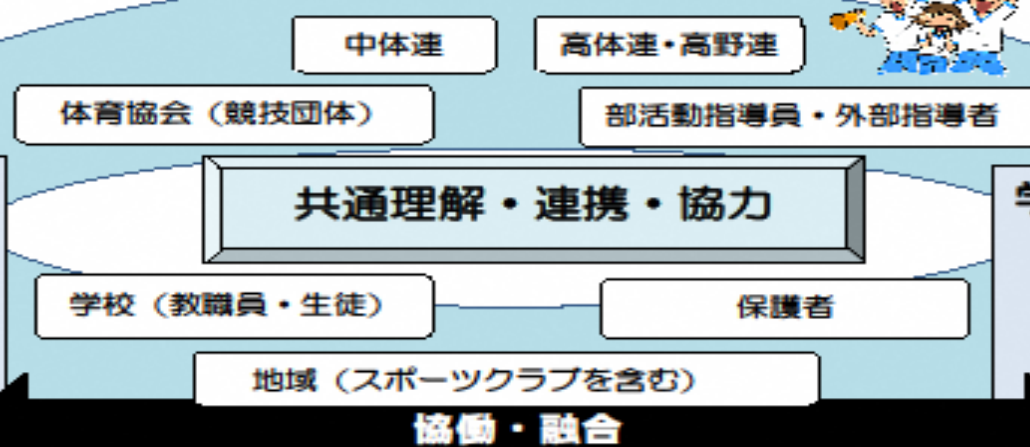 中体連
高体連・高野連
体育協会（競技団体）
部活動指導員・外部指導者
共通理解・連携・協力
学校（教職員・生徒）
保護者
地域（スポーツクラブを含む）
協働・融合